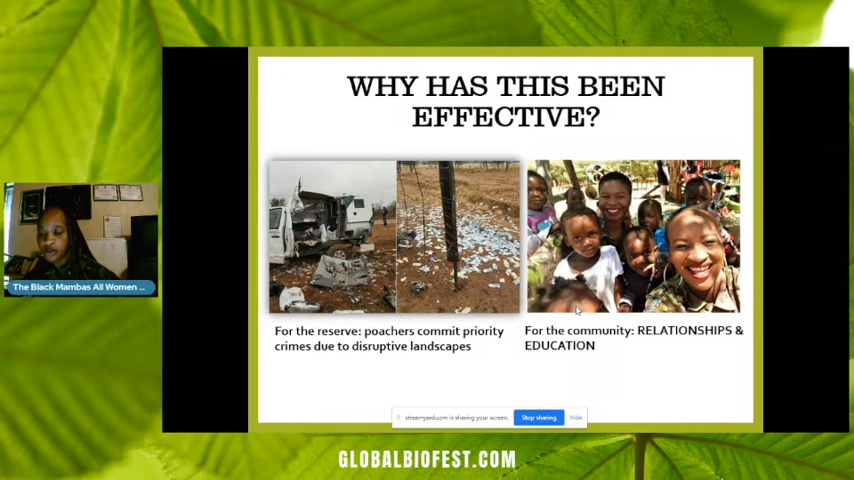 WHY HAS THIS BEEN
EFFECTIVE?
For the reserve: poachers commit priority
crimes due to disruptive landscapes
For the community: RELATIONSHIPS &
EDUCATION
The Black Mambas All Women ...
streamyard.com is sharing your screen.
Stop sharing
Hide
GLOBALBIOFEST.COM